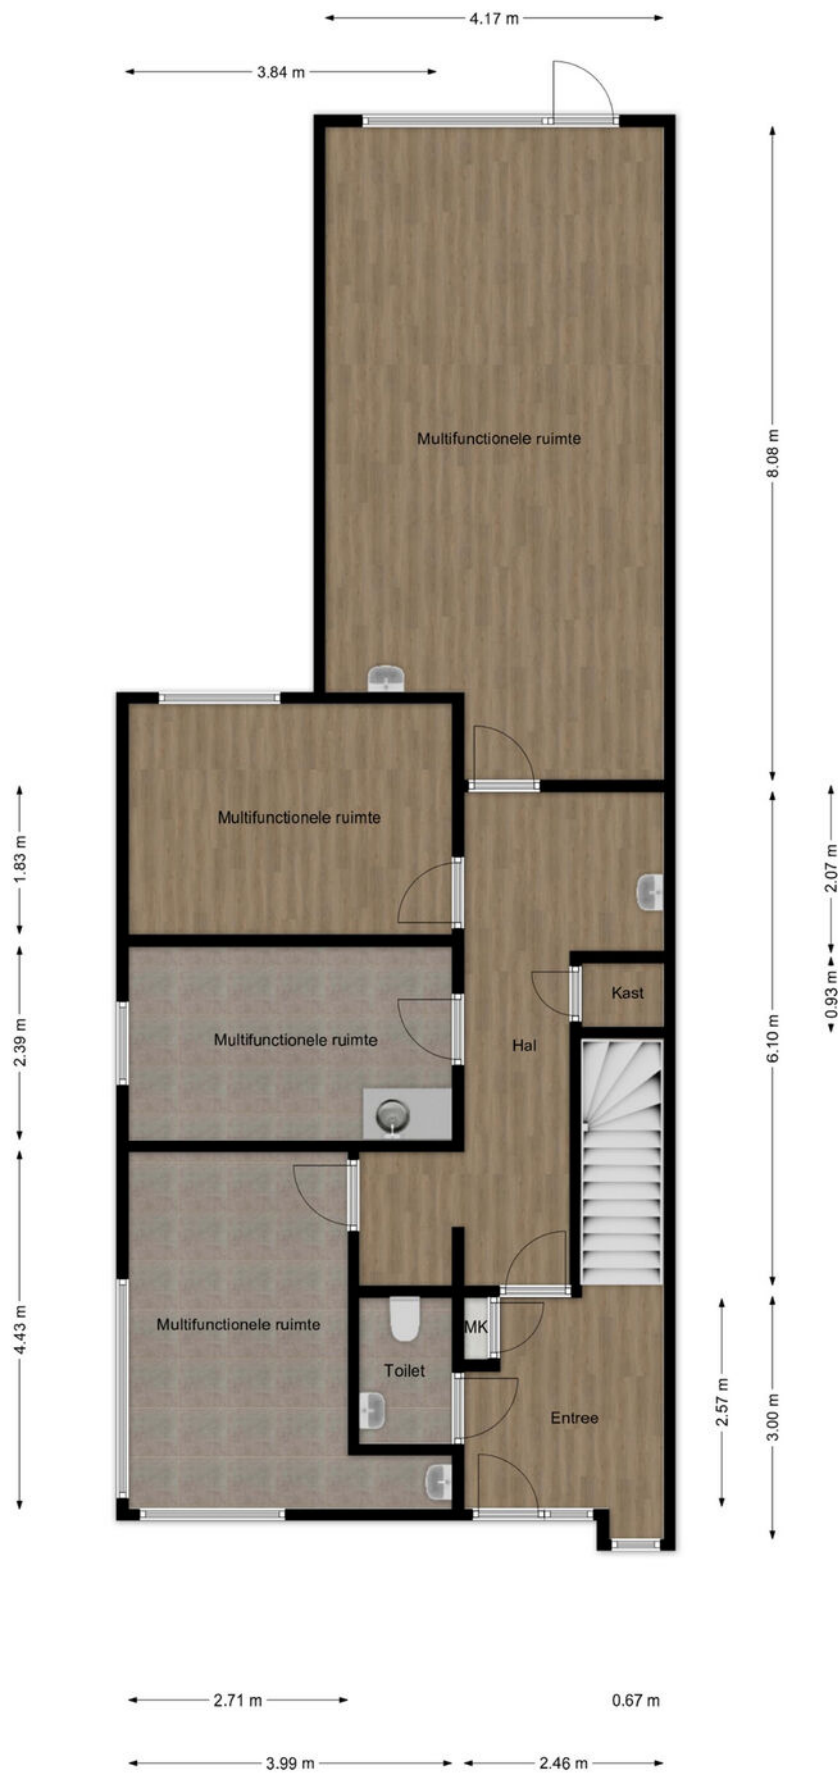 4.17 m
3.84 m
Multifunctionele ruimte
8.08 m
Multifunctionele ruimte
1.83 m
2.07 m
Kast
0.93 m
Multifunctionele ruimte
Hal
2.39 m
6.10 m
Multifunctionele ruimte
MK
4.43 m
Toilet
Entree
2.57 m
3.00 m
2.71 m
0.67 m
3.99 m
2.46 m